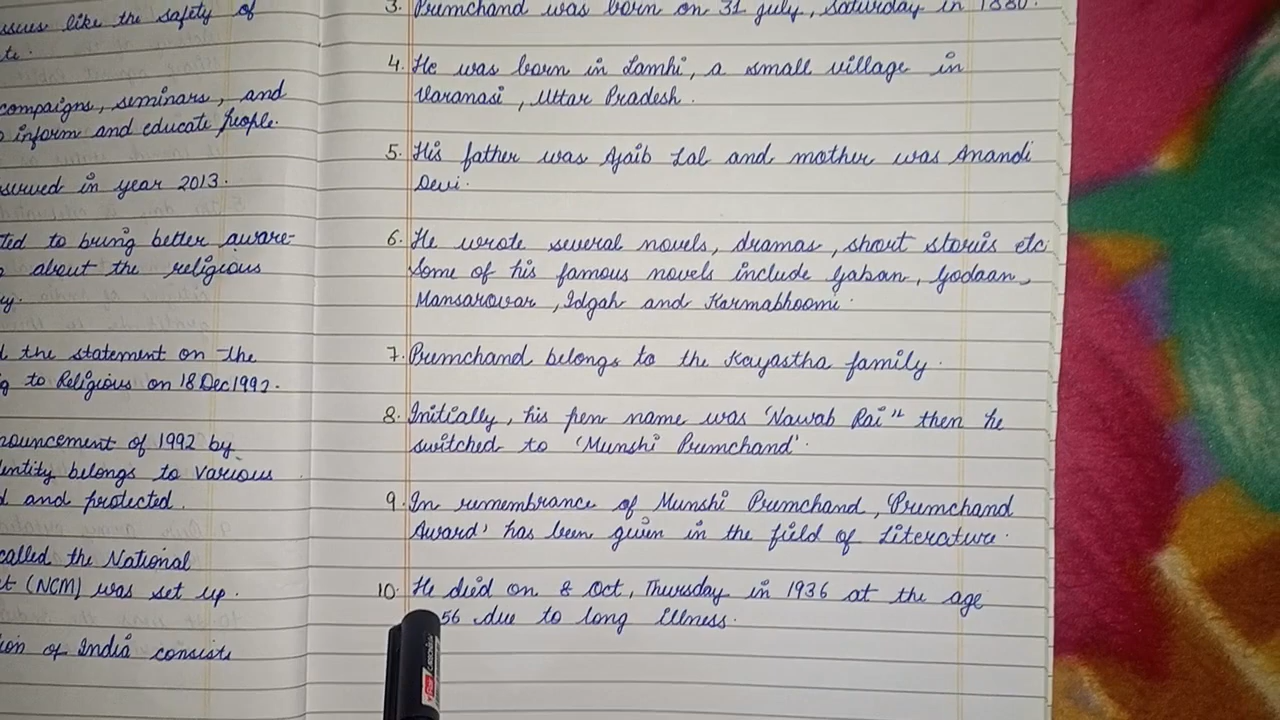 ssues like the safety of
te.
compaigns, seminars, and
inform and educate people.
served in year 2013.
ted to bring better aware-
about the religious
y.
the statement on the
g to Religious on 18 Dec 1992.
nouncement of 1992 by
dentity belongs to various
d and protected.
called the National
t (NCM) was set up.
ion of India consists
3. Premchand was born on 31 july, Saturday in 1880.
4. He was born in Lamhi, a small village in
Varanasi, Uttar Pradesh.
5. His father was Ajaib Lal and mother was Anandi
Devi.
6. He wrote several novels, dramas, short stories etc.
Some of his famous novels include Gaban, Godaan,
Mansarowar, Idgah and Karmabhoomi.
7. Premchand belongs to the Kayastha family.
8. Initially, his pen name was 'Nawab Rai" then he
switched to 'Munshi Premchand'.
9. In remembrance of Munshi Premchand, 'Premchand
Award' has been given in the field of Literature.
10. He died on 8 Oct, Thursday in 1936 at the age
56 due to long illness.